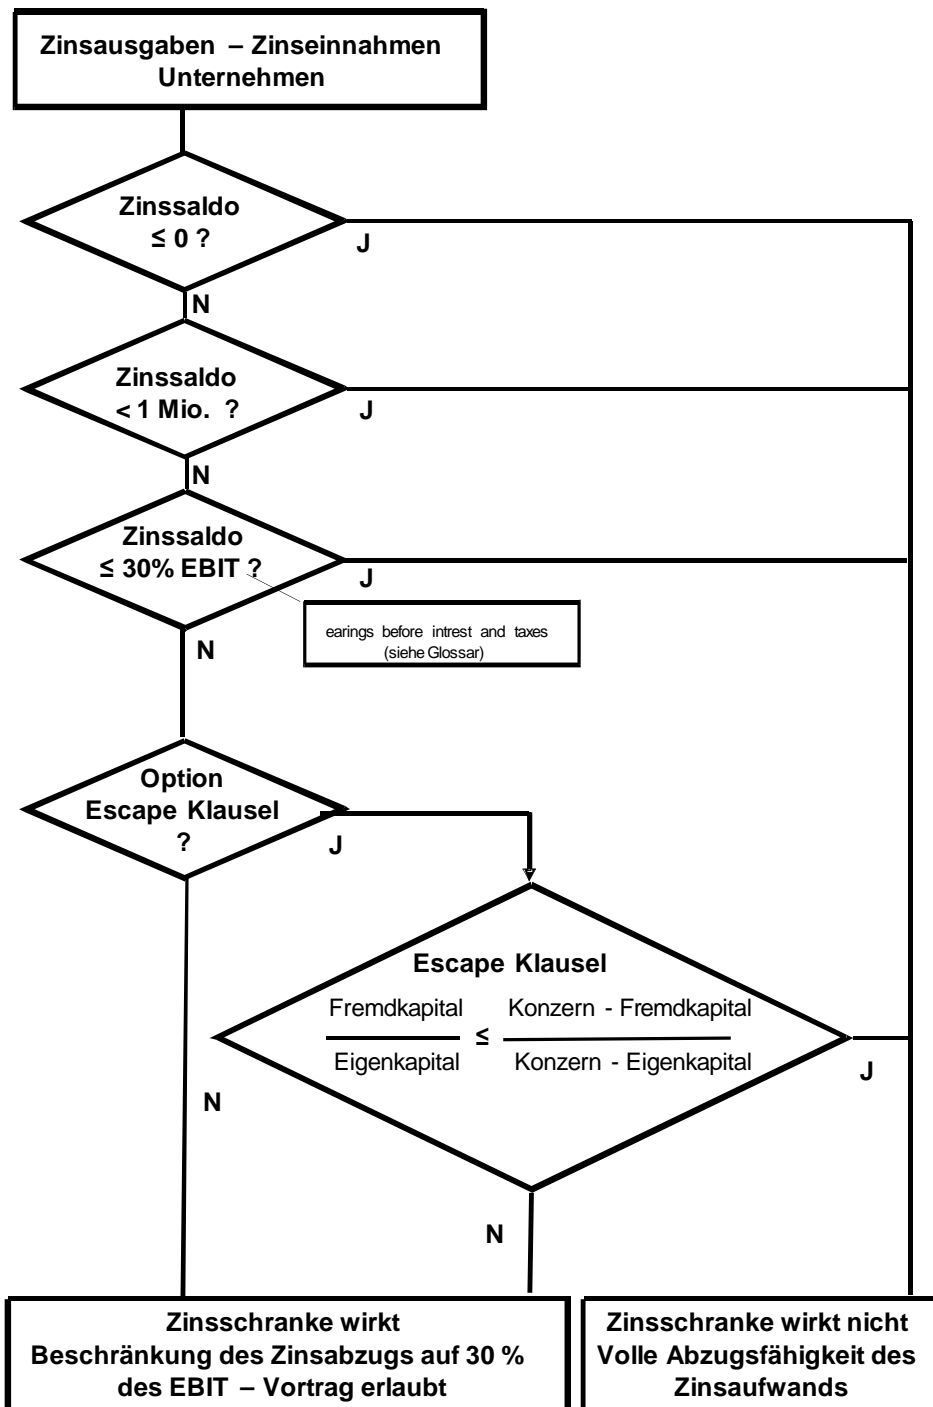 Zinsausgaben – Zinseinnahmen
Unternehmen
Zinssaldo
≤ 0 ?
J
N
Zinssaldo
< 1 Mio. ?
J
N
Zinssaldo
≤ 30% EBIT ?
J
earings before intrest and taxes
(siehe Glossar)
N
Option
Escape Klausel
?
J
Escape Klausel
Fremdkapital ≤ Konzern - Fremdkapital
Eigenkapital Konzern - Eigenkapital
J
N
N
Zinsschranke wirkt
Beschränkung des Zinsabzugs auf 30 %
des EBIT – Vortrag erlaubt
Zinsschranke wirkt nicht
Volle Abzugsfähigkeit des
Zinsaufwands